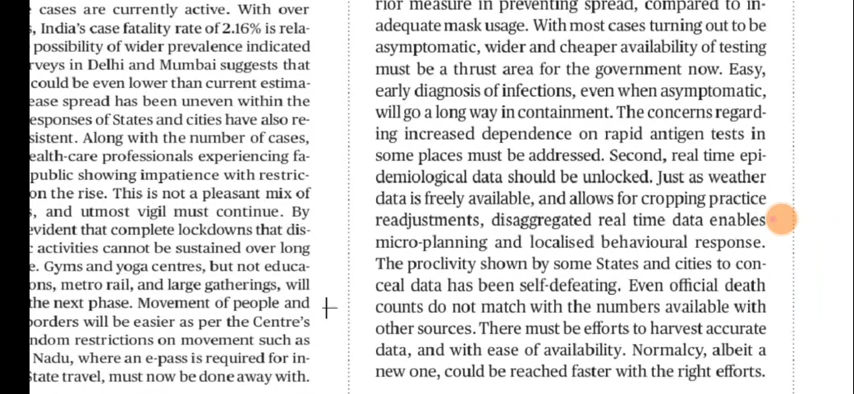 cases are currently active. With over
India's case fatality rate of 2.16% is rela-
possibility of wider prevalence indicated
rveys in Delhi and Mumbai suggests that
could be even lower than current estima-
ease spread has been uneven within the
esponses of States and cities have also re-
sistent. Along with the number of cases,
ealth-care professionals experiencing fa-
public showing impatience with restric-
on the rise. This is not a pleasant mix of
, and utmost vigil must continue. By
evident that complete lockdowns that dis-
activities cannot be sustained over long
e. Gyms and yoga centres, but not educa-
ons, metro rail, and large gatherings, will
the next phase. Movement of people and
borders will be easier as per the Centre's
ndom restrictions on movement such as
Nadu, where an e-pass is required for in-
State travel, must now be done away with.
rior measure in preventing spread, compared to in-
adequate mask usage. With most cases turning out to be
asymptomatic, wider and cheaper availability of testing
must be a thrust area for the government now. Easy,
early diagnosis of infections, even when asymptomatic,
will go a long way in containment. The concerns regard-
ing increased dependence on rapid antigen tests in
some places must be addressed. Second, real time epi-
demiological data should be unlocked. Just as weather
data is freely available, and allows for cropping practice
readjustments, disaggregated real time data enables
micro-planning and localised behavioural response.
The proclivity shown by some States and cities to con-
ceal data has been self-defeating. Even official death
counts do not match with the numbers available with
other sources. There must be efforts to harvest accurate
data, and with ease of availability. Normalcy, albeit a
new one, could be reached faster with the right efforts.